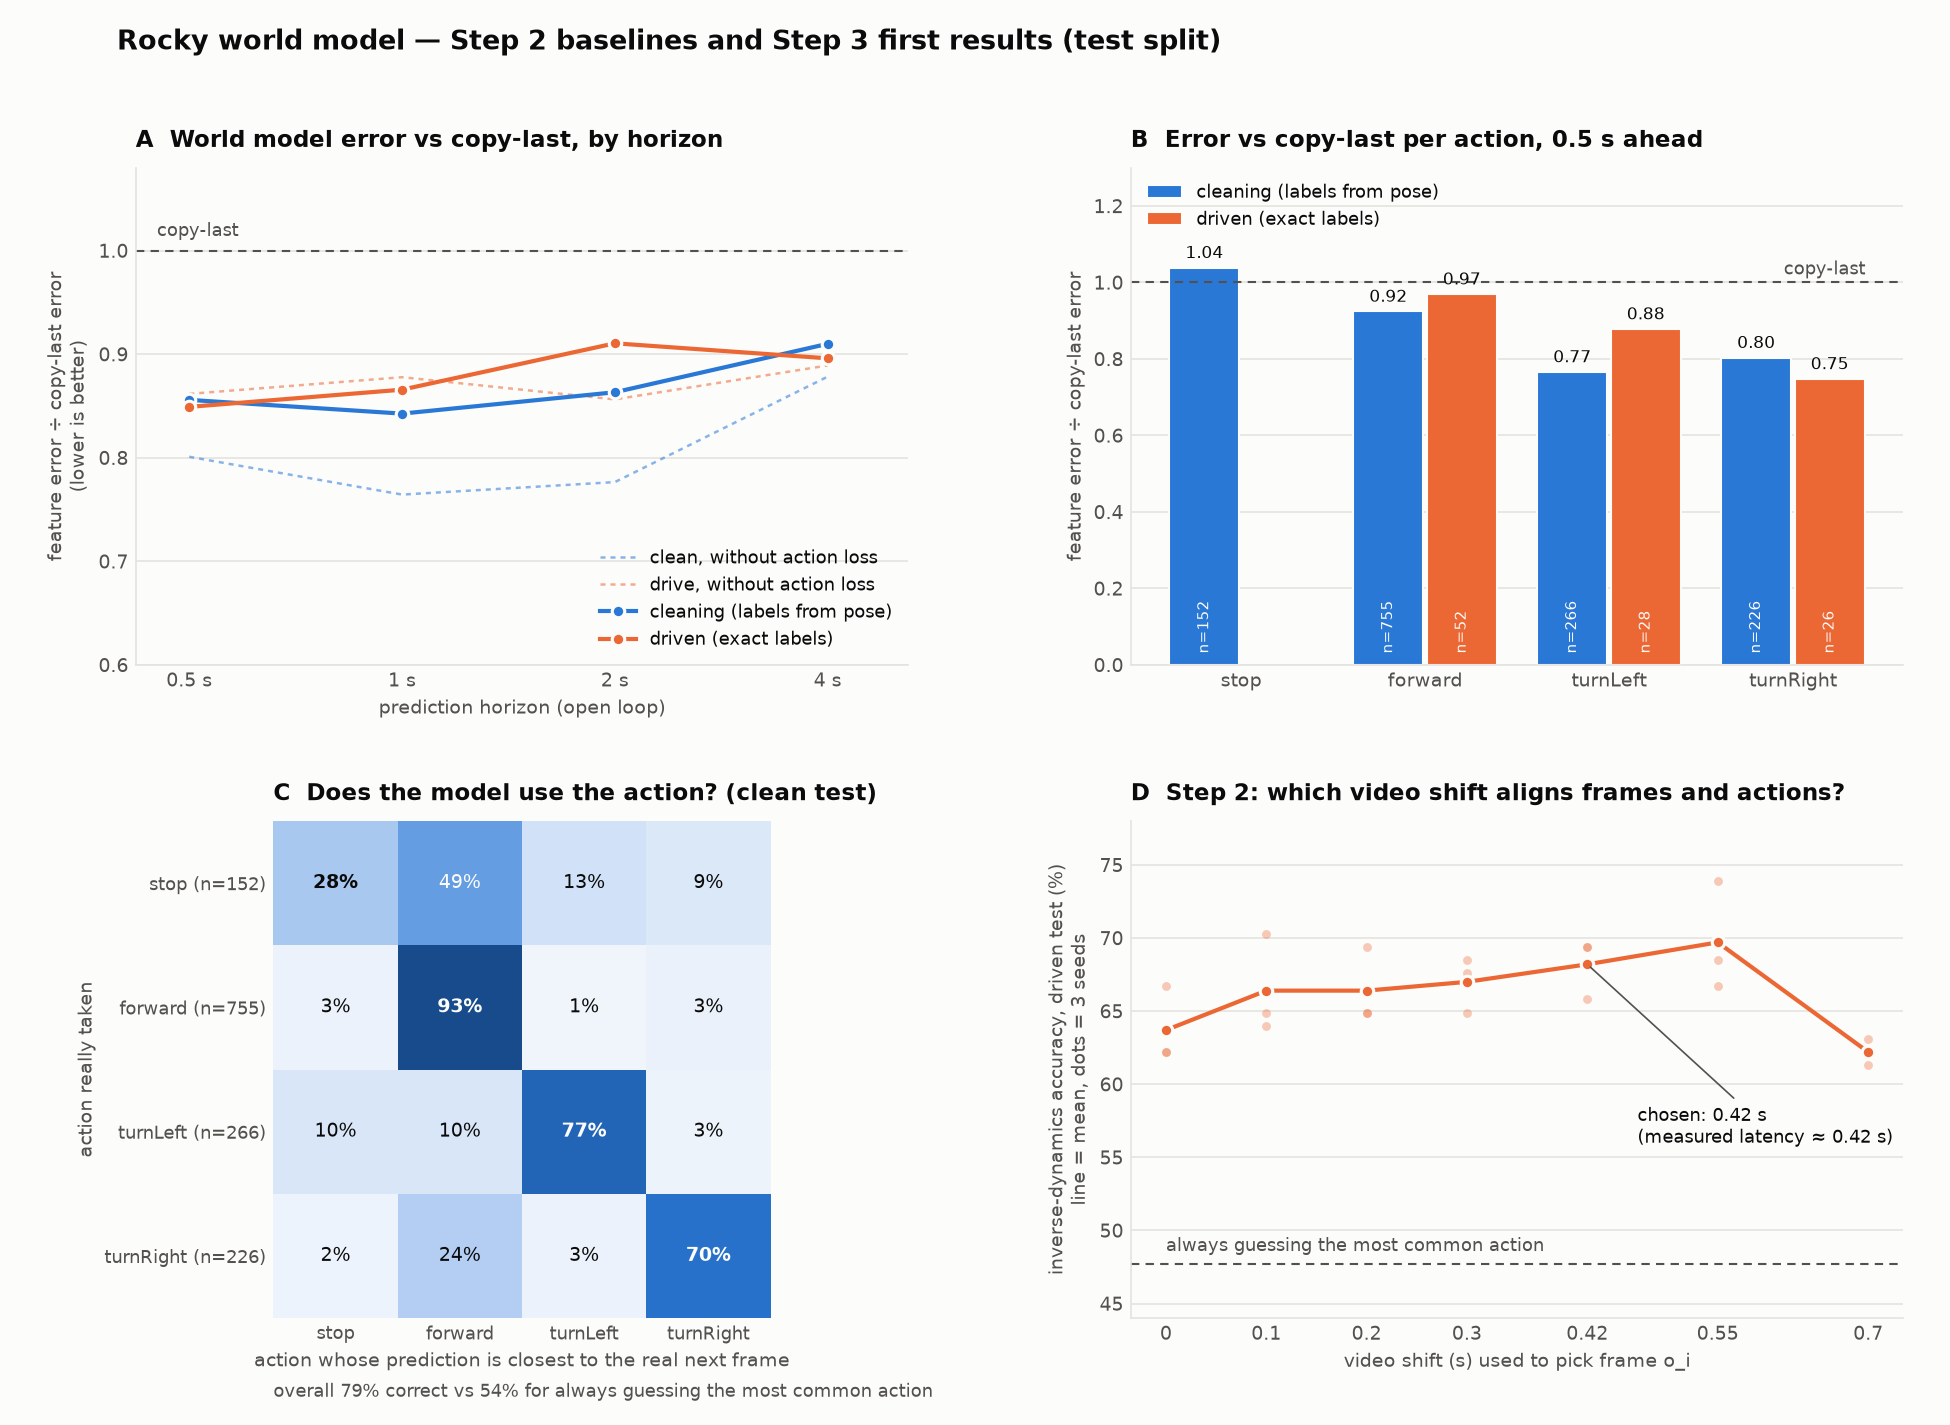 Rocky world model — Step 2 baselines and Step 3 first results (test split)
A World model error vs copy-last, by horizon
feature error ÷ copy-last error
(lower is better)
1.0
0.9
0.8
0.7
0.6
copy-last
clean, without action loss
drive, without action loss
cleaning (labels from pose)
driven (exact labels)
0.5 s
1 s
2 s
4 s
prediction horizon (open loop)
B Error vs copy-last per action, 0.5 s ahead
feature error ÷ copy-last error
1.2
1.0
0.8
0.6
0.4
0.2
0.0
cleaning (labels from pose)
driven (exact labels)
copy-last
1.04
0.92
0.97
0.77
0.88
0.80
0.75
n=152
n=755
n=52
n=266
n=28
n=226
n=26
stop
forward
turnLeft
turnRight
C Does the model use the action? (clean test)
action really taken
stop (n=152)
28%
49%
13%
9%
forward (n=755)
3%
93%
1%
3%
turnLeft (n=266)
10%
10%
77%
3%
turnRight (n=226)
2%
24%
3%
70%
stop
forward
turnLeft
turnRight
action whose prediction is closest to the real next frame
overall 79% correct vs 54% for always guessing the most common action
D Step 2: which video shift aligns frames and actions?
inverse-dynamics accuracy, driven test (%)
line = mean, dots = 3 seeds
75
70
65
60
55
50
45
chosen: 0.42 s
(measured latency ≈ 0.42 s)
always guessing the most common action
0
0.1
0.2
0.3
0.42
0.55
0.7
video shift (s) used to pick frame o_i